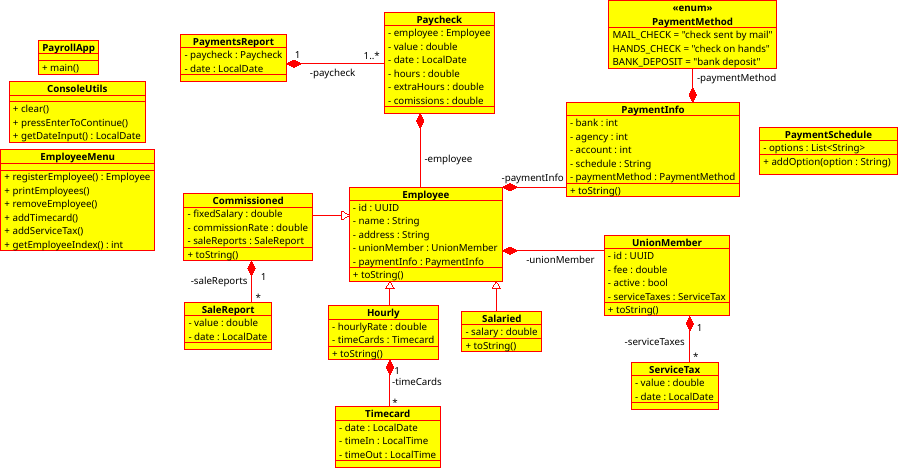 PayrollApp
+ main()
ConsoleUtils
+ clear()
+ pressEnterToContinue()
+ getDateInput() : LocalDate
EmployeeMenu
+ registerEmployee() : Employee
+ printEmployees()
+ removeEmployee()
+ addTimecard()
+ addServiceTax()
+ getEmployeeIndex() : int
PaymentsReport
- paycheck : Paycheck
- date : LocalDate
1
1..*
-paycheck
Paycheck
- employee : Employee
- value : double
- date : LocalDate
- hours : double
- extraHours : double
- comissions : double
-employee
«enum»
PaymentMethod
MAIL_CHECK = "check sent by mail"
HANDS_CHECK = "check on hands"
BANK_DEPOSIT = "bank deposit"
-paymentMethod
PaymentInfo
- bank : int
- agency : int
- account : int
- schedule : String
- paymentMethod : PaymentMethod
+ toString()
-paymentInfo
PaymentSchedule
- options : List<String>
+ addOption(option : String)
Commissioned
- fixedSalary : double
- commissionRate : double
- saleReports : SaleReport
+ toString()
-saleReports
1
*
SaleReport
- value : double
- date : LocalDate
Employee
- id : UUID
- name : String
- address : String
- unionMember : UnionMember
- paymentInfo : PaymentInfo
+ toString()
-unionMember
UnionMember
- id : UUID
- fee : double
- active : bool
- serviceTaxes : ServiceTax
+ toString()
1
-serviceTaxes
*
ServiceTax
- value : double
- date : LocalDate
Hourly
- hourlyRate : double
- timeCards : Timecard
+ toString()
1
-timeCards
*
Timecard
- date : LocalDate
- timeIn : LocalTime
- timeOut : LocalTime
Salaried
- salary : double
+ toString()